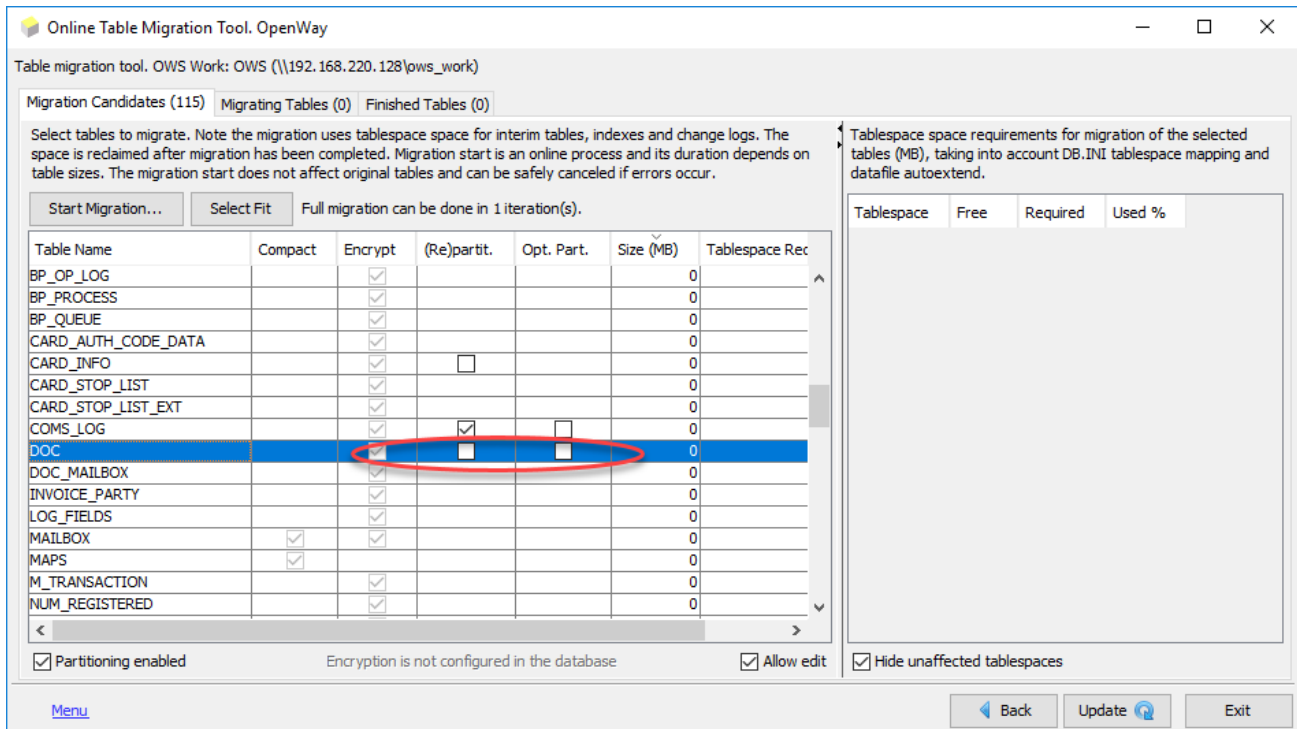 Online Table Migration Tool. OpenWay
Table migration tool. OWS Work: OWS (\\192.168.220.128\ows_work)
Migration Candidates (115) Migrating Tables (0) Finished Tables (0)
Select tables to migrate. Note the migration uses tablespace space for interim tables, indexes and change logs. The
space is reclaimed after migration has been completed. Migration start is an online process and its duration depends on
table sizes. The migration start does not affect original tables and can be safely canceled if errors occur.
Start Migration... Select Fit Full migration can be done in 1 iteration(s).
Table Name Compact Encrypt (Re)partit. Opt. Part. Size (MB) Tablespace Rec
BP_OP_LOG 0
BP_PROCESS 0
BP_QUEUE 0
CARD_AUTH_CODE_DATA 0
CARD_INFO 0
CARD_STOP_LIST 0
CARD_STOP_LIST_EXT 0
COMS_LOG 0
DOC 0
DOC_MAILBOX 0
INVOICE_PARTY 0
LOG_FIELDS 0
MAILBOX 0
MAPS 0
M_TRANSACTION 0
NUM_REGISTERED 0
Partitioning enabled Encryption is not configured in the database Allow edit
Tablespace space requirements for migration of the selected
tables (MB), taking into account DB.INI tablespace mapping and
datafile autoextend.
Tablespace Free Required Used %
Hide unaffected tablespaces
Menu Back Update Exit